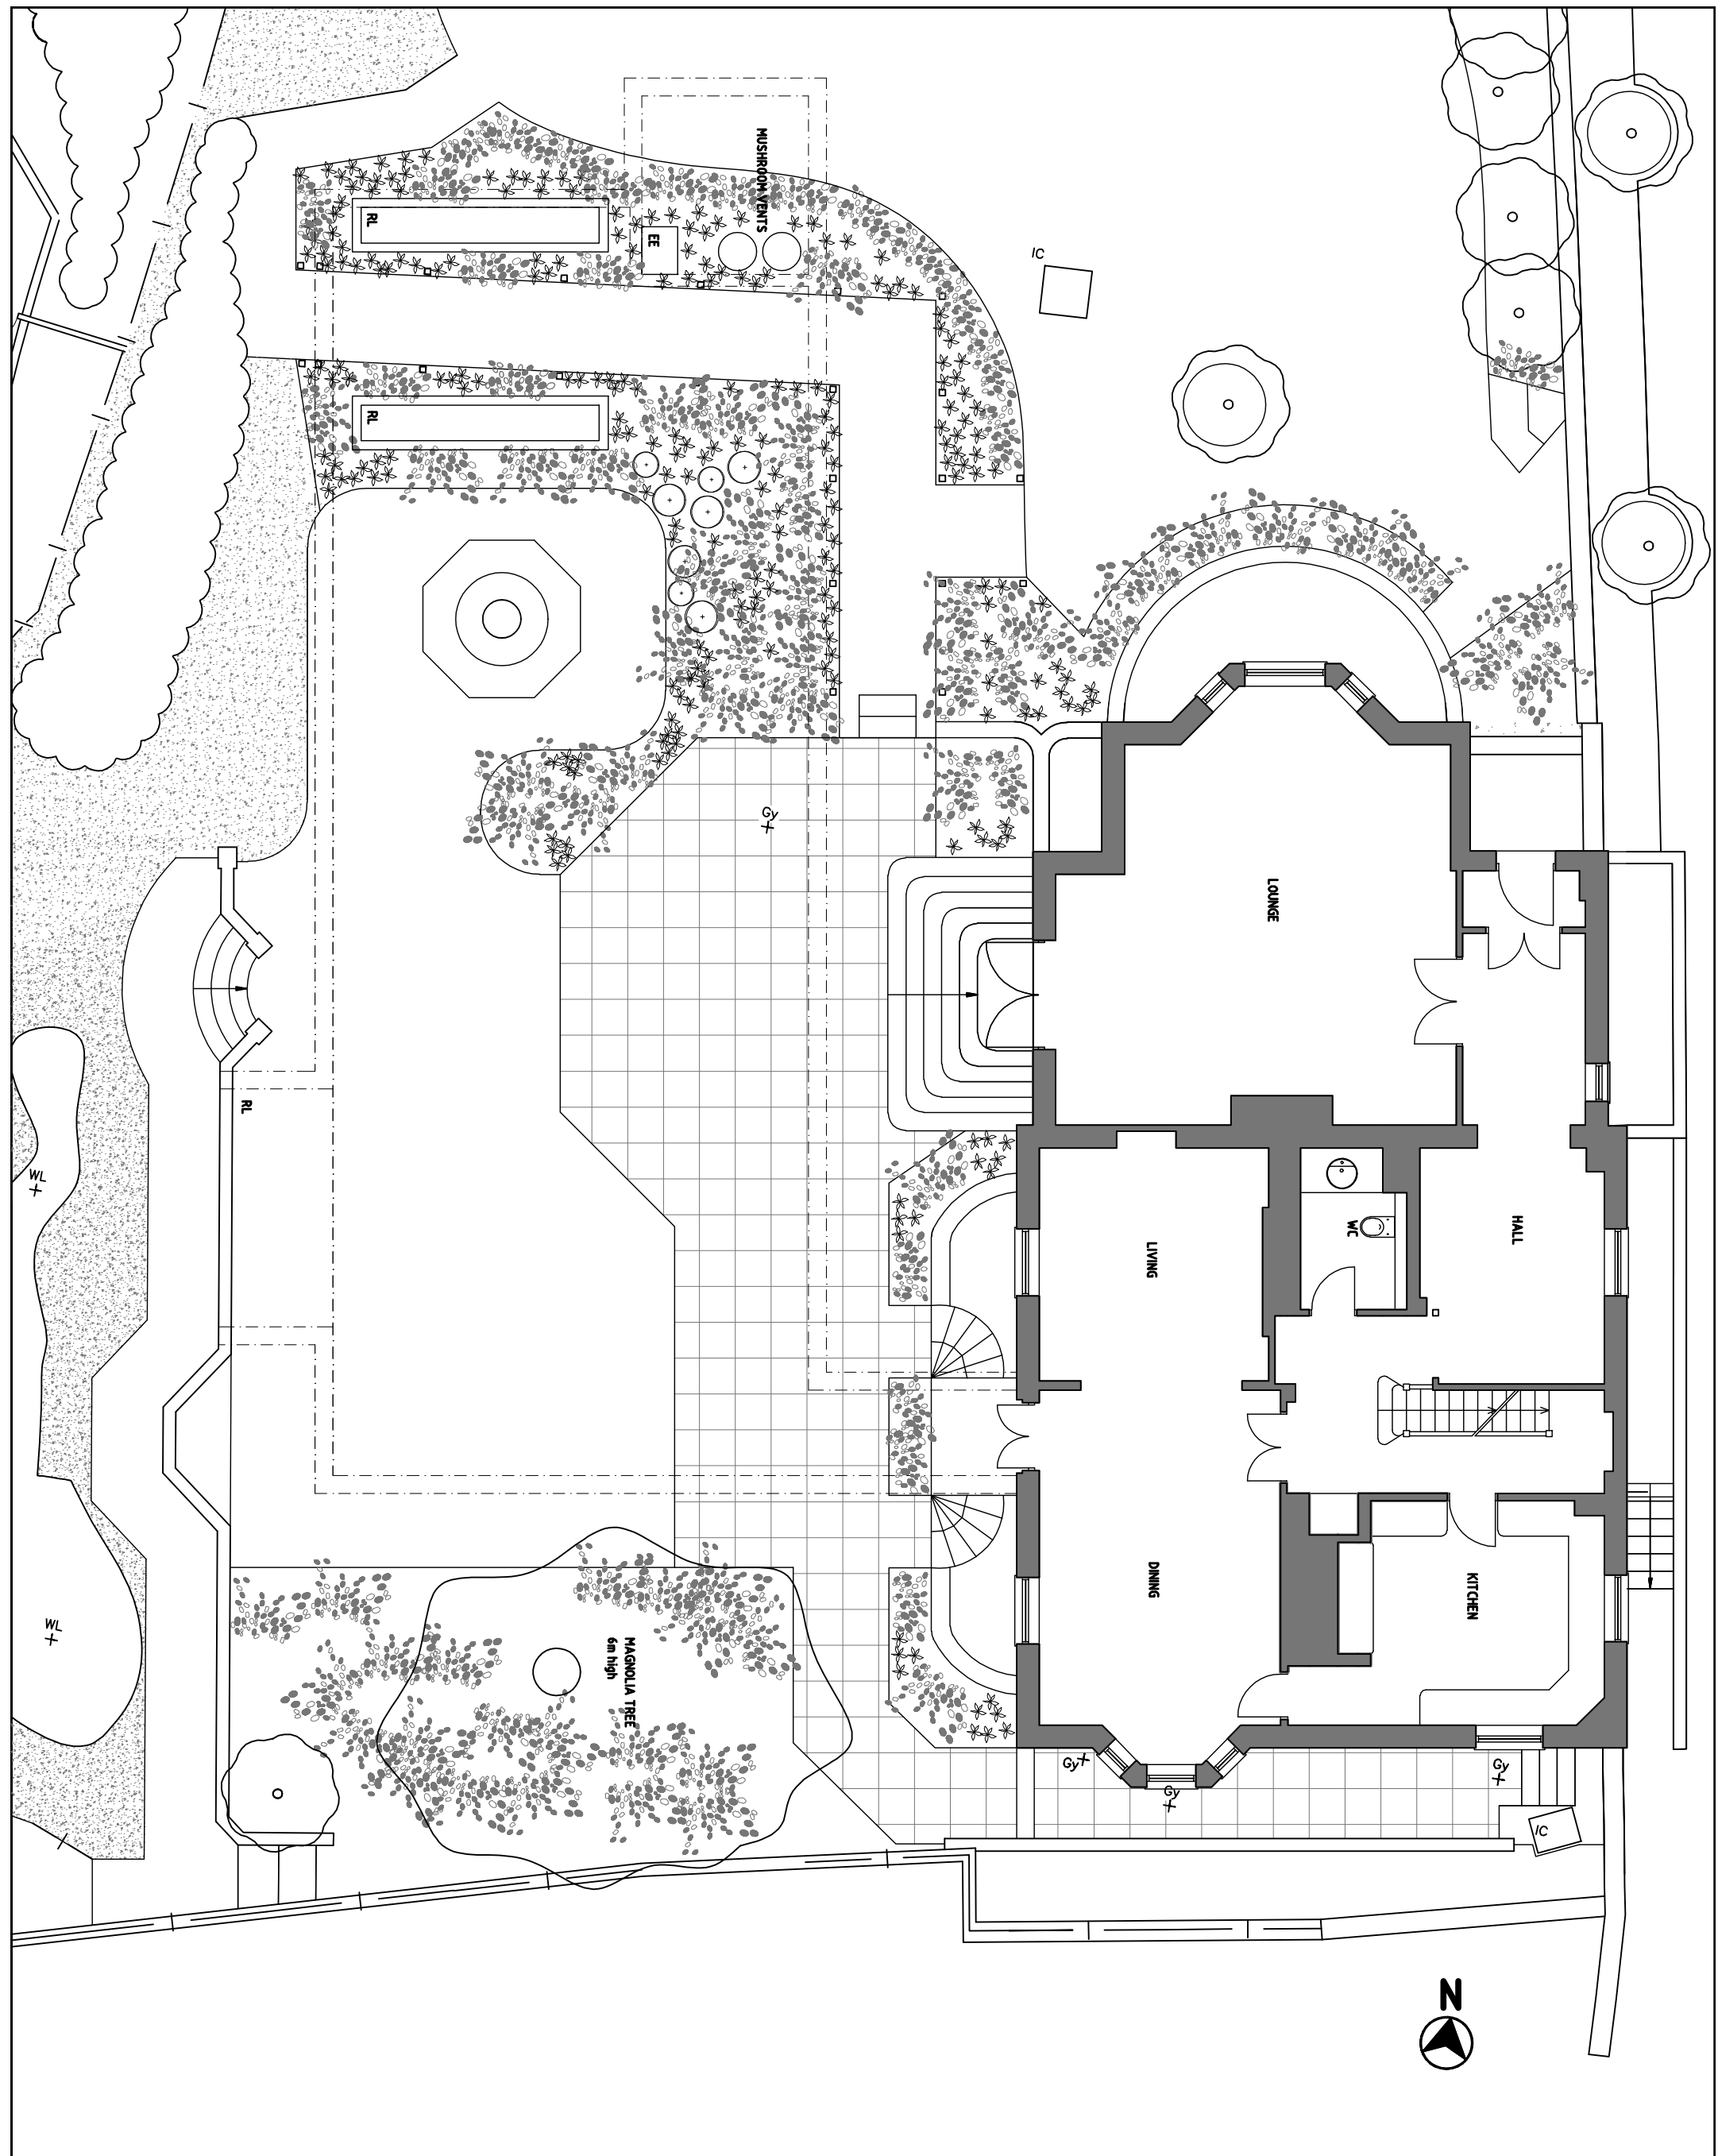 MUSHROOM VENTS
RL
EE
IC
RL
Gy
LOUNGE
RL
WL
HALL
WC
LIVING
DINING
KITCHEN
WL
MAGNOLIA TREE
6m high
Gy
Gy
Gy
IC
N